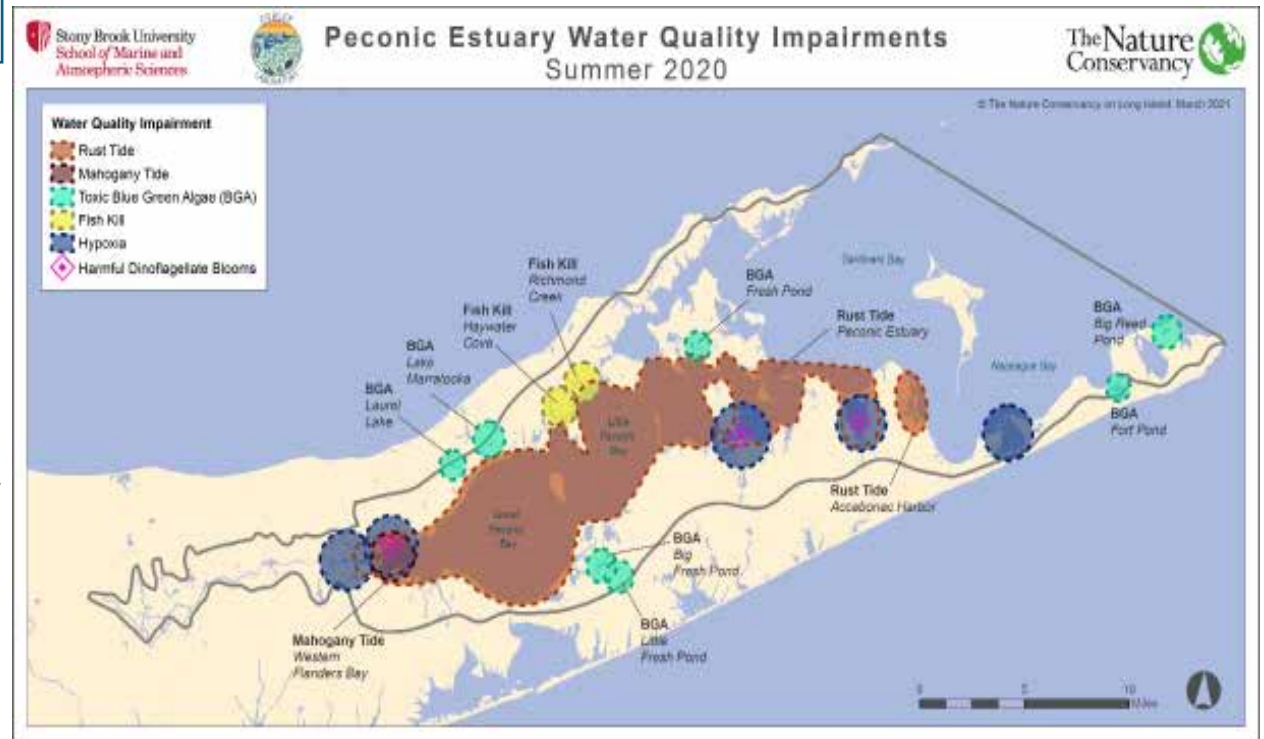 Stony Brook University
School of Marine and
Atmospheric Sciences
Peconic Estuary Water Quality Impairments
Summer 2020
The Nature
Conservancy
© The Nature Conservancy on Long Island March 2021
Water Quality Impairment
Rust Tide
Mahogany Tide
Toxic Blue Green Algae (BGA)
Fish Kill
Hypoxia
Harmful Dinoflagellate Blooms
Fish Kill
Richmond
Creek
Fish Kill
Haywater
Cove
BGA
Lake
Marratooka
BGA
Laurel
Lake
BGA
Fresh Pond
Gardiners Bay
Rust Tide
Peconic Estuary
BGA
Big Reed
Pond
Napeague Bay
BGA
Fort Pond
Little
Peconic
Bay
Great
Peconic
Bay
Rust Tide
Accabonac Harbor
BGA
Big
Fresh Pond
BGA
Little
Fresh Pond
Mahogany Tide
Western
Flanders Bay
0 5 10
Miles